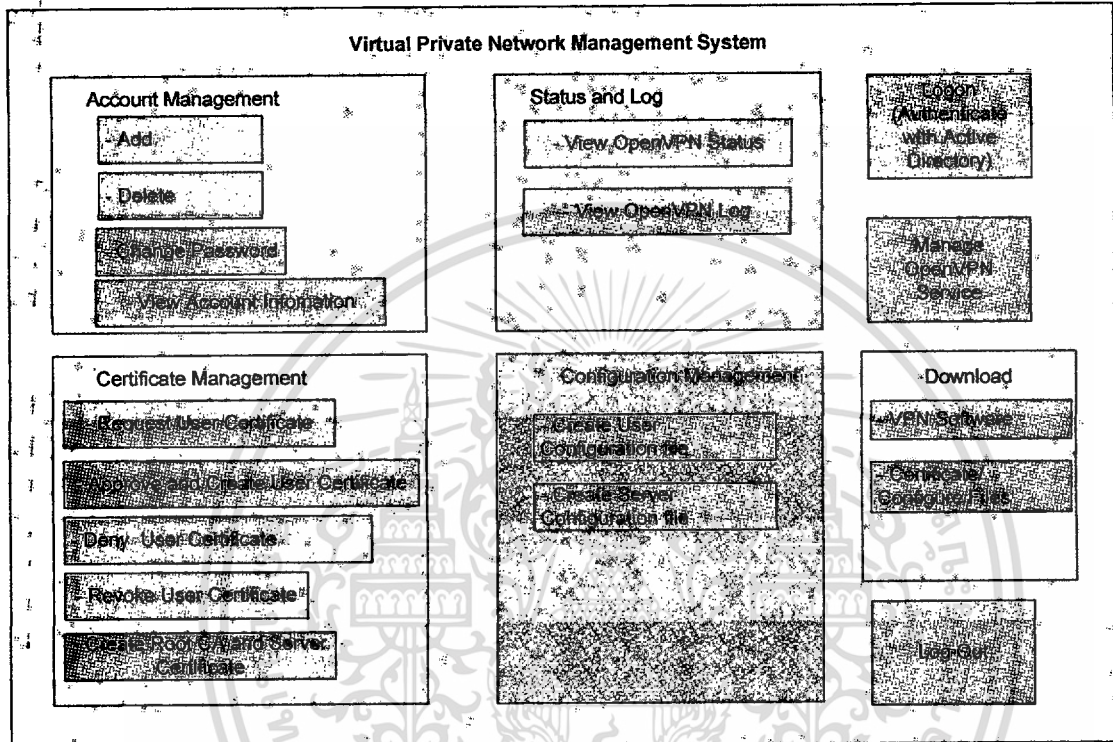 Virtual Private Network Management System
Account Management
- Add
- Delete
- Change Password
- View Account Infomation
Status and Log
- View OpenVPN Status
- View OpenVPN Log
Logon
(Authenticate
with Active
Directory)
Manage
OpenVPN
Service
Certificate Management
- Request User Certificate
- Approve and Create User Certificate
- Deny User Certificate
- Revoke User Certificate
- Create Root CA and Server
Certificate
Configuration Management
- Create User
Configuration file
- Create Server
Configuration file
Download
- VPN Software
- Certificate /
Configure Files
Log Out